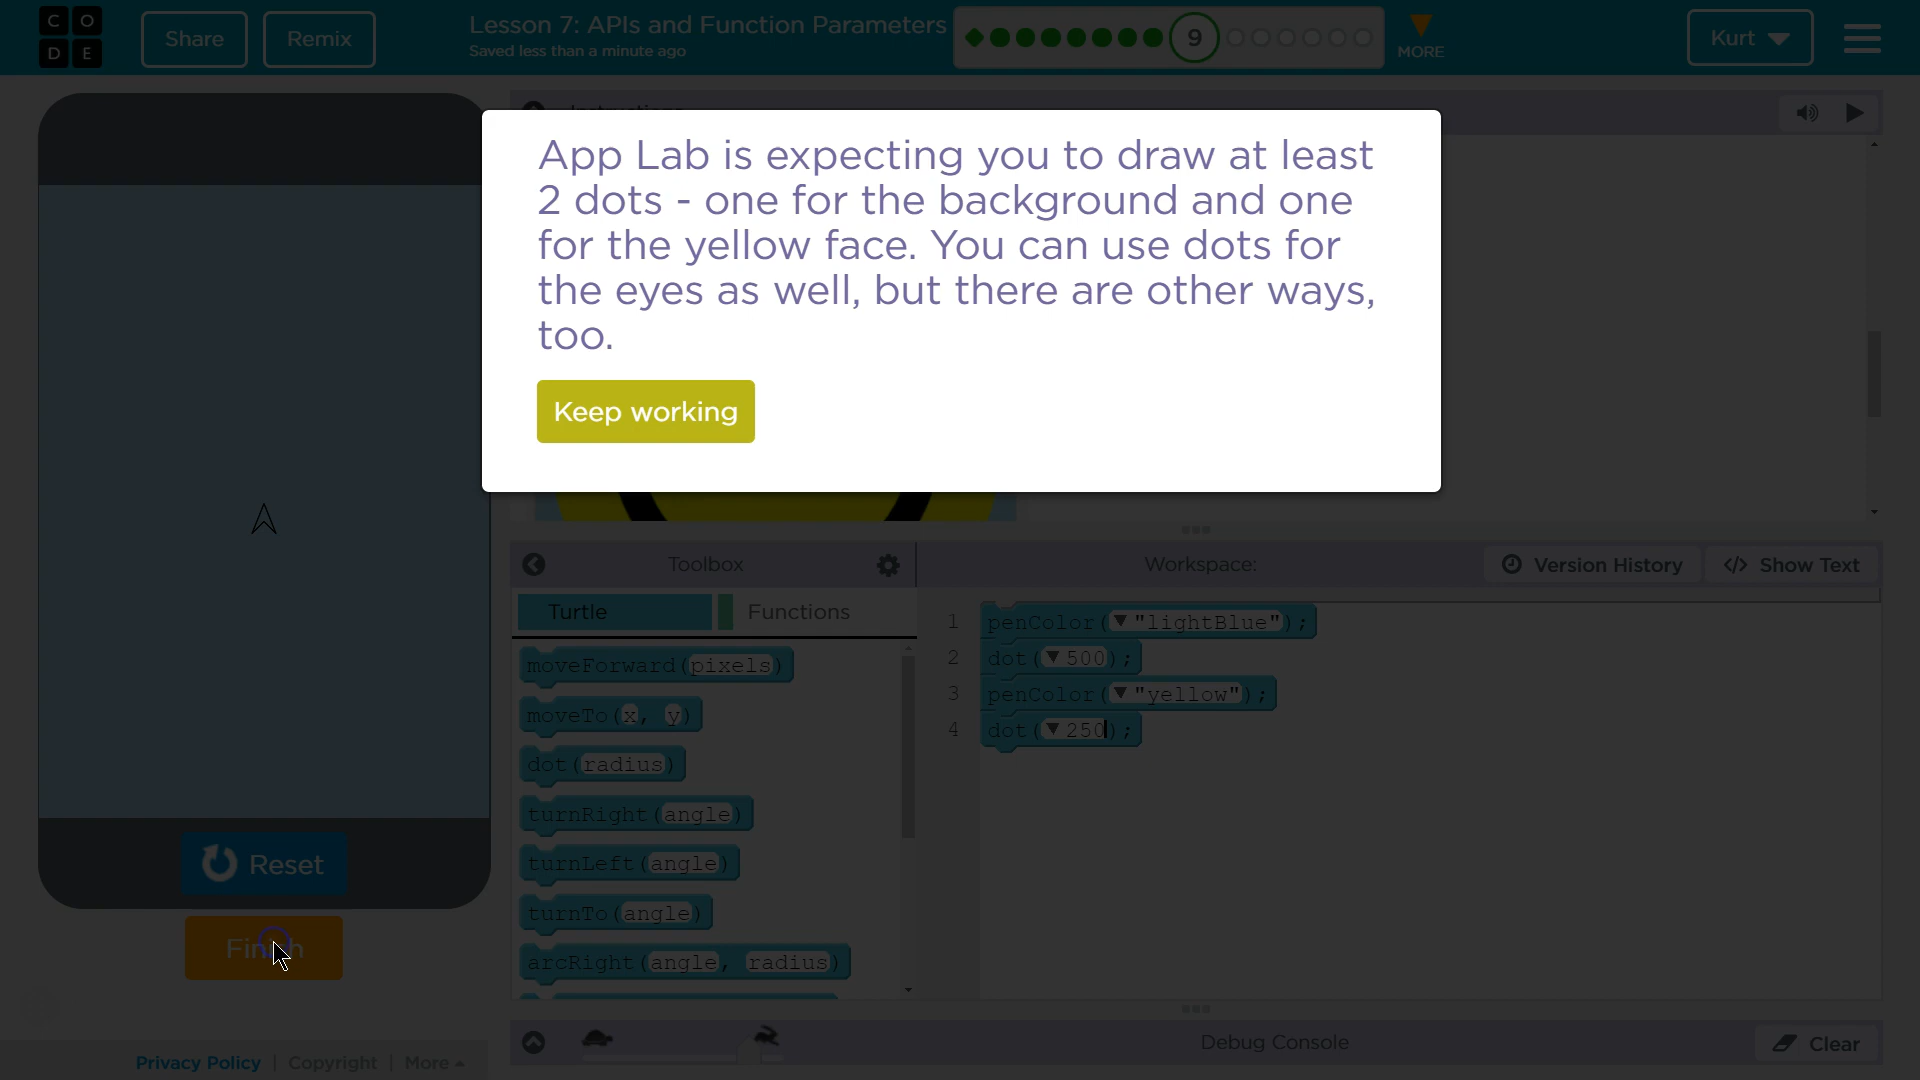 C O
D E
Share
Remix
Lesson 7: APIs and Function Parameters
Saved less than a minute ago
9
MORE
Kurt
Instructions
App Lab is expecting you to draw at least
2 dots - one for the background and one
for the yellow face. You can use dots for
the eyes as well, but there are other ways,
too.
Keep working
Toolbox
Workspace:
Version History
</> Show Text
Turtle
Functions
moveForward(pixels)
moveTo(x, y)
dot(radius)
turnRight(angle)
turnLeft(angle)
turnTo(angle)
arcRight(angle, radius)
1 penColor(▼"lightBlue");
2 dot(▼500);
3 penColor(▼"yellow");
4 dot(▼250);
Reset
Finish
Debug Console
Clear
Privacy Policy | Copyright | More